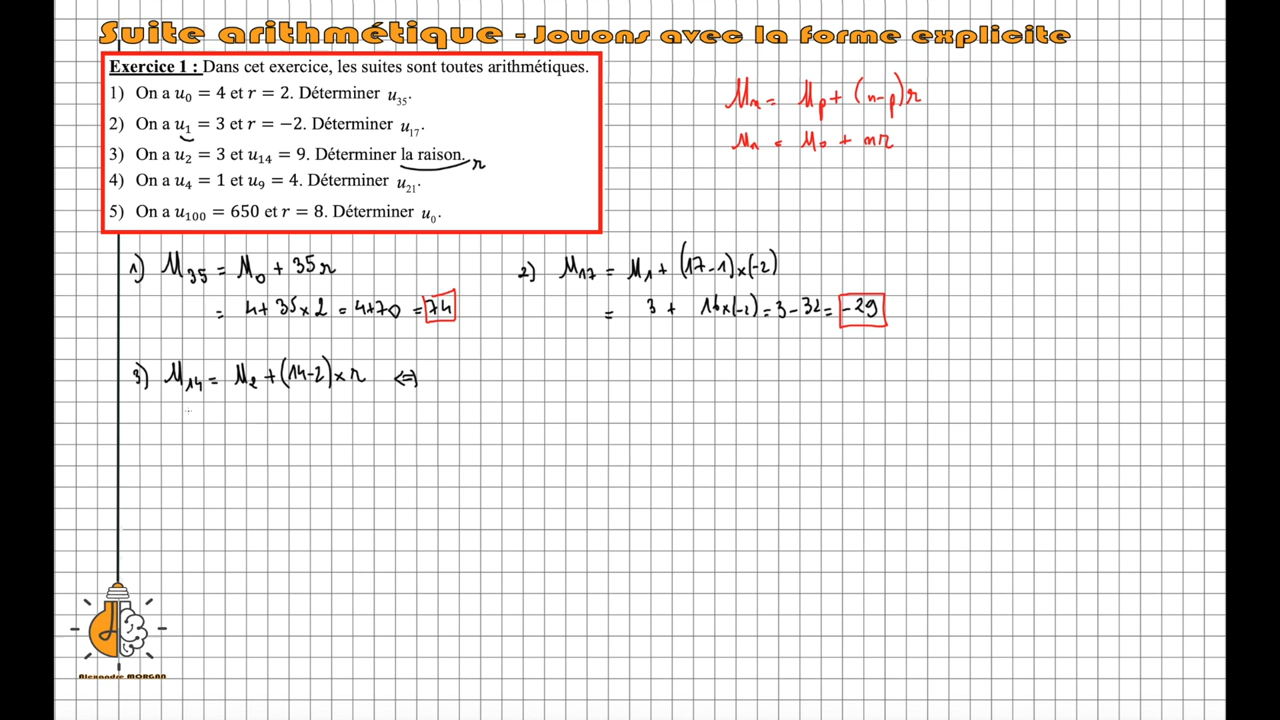 Suite arithmétique - Jouons avec la forme explicite
Exercice 1 : Dans cet exercice, les suites sont toutes arithmétiques.
1) On a u₀ = 4 et r = 2. Déterminer u₃₅.
2) On a u₁ = 3 et r = −2. Déterminer u₁₇.
3) On a u₂ = 3 et u₁₄ = 9. Déterminer la raison. r
4) On a u₄ = 1 et u₉ = 4. Déterminer u₂₁.
5) On a u₁₀₀ = 650 et r = 8. Déterminer u₀.
uₙ = uₚ + (n-p)r
uₙ = u₀ + nr
1) u₃₅ = u₀ + 35r
= 4+35×2 = 4+70 = 74
2) u₁₇ = u₁ + (17-1)×(-2)
= 3 + 16×(-2) = 3-32 = -29
3) u₁₄ = u₂ + (14-2)×r ⇔
Alexandre MORGAN